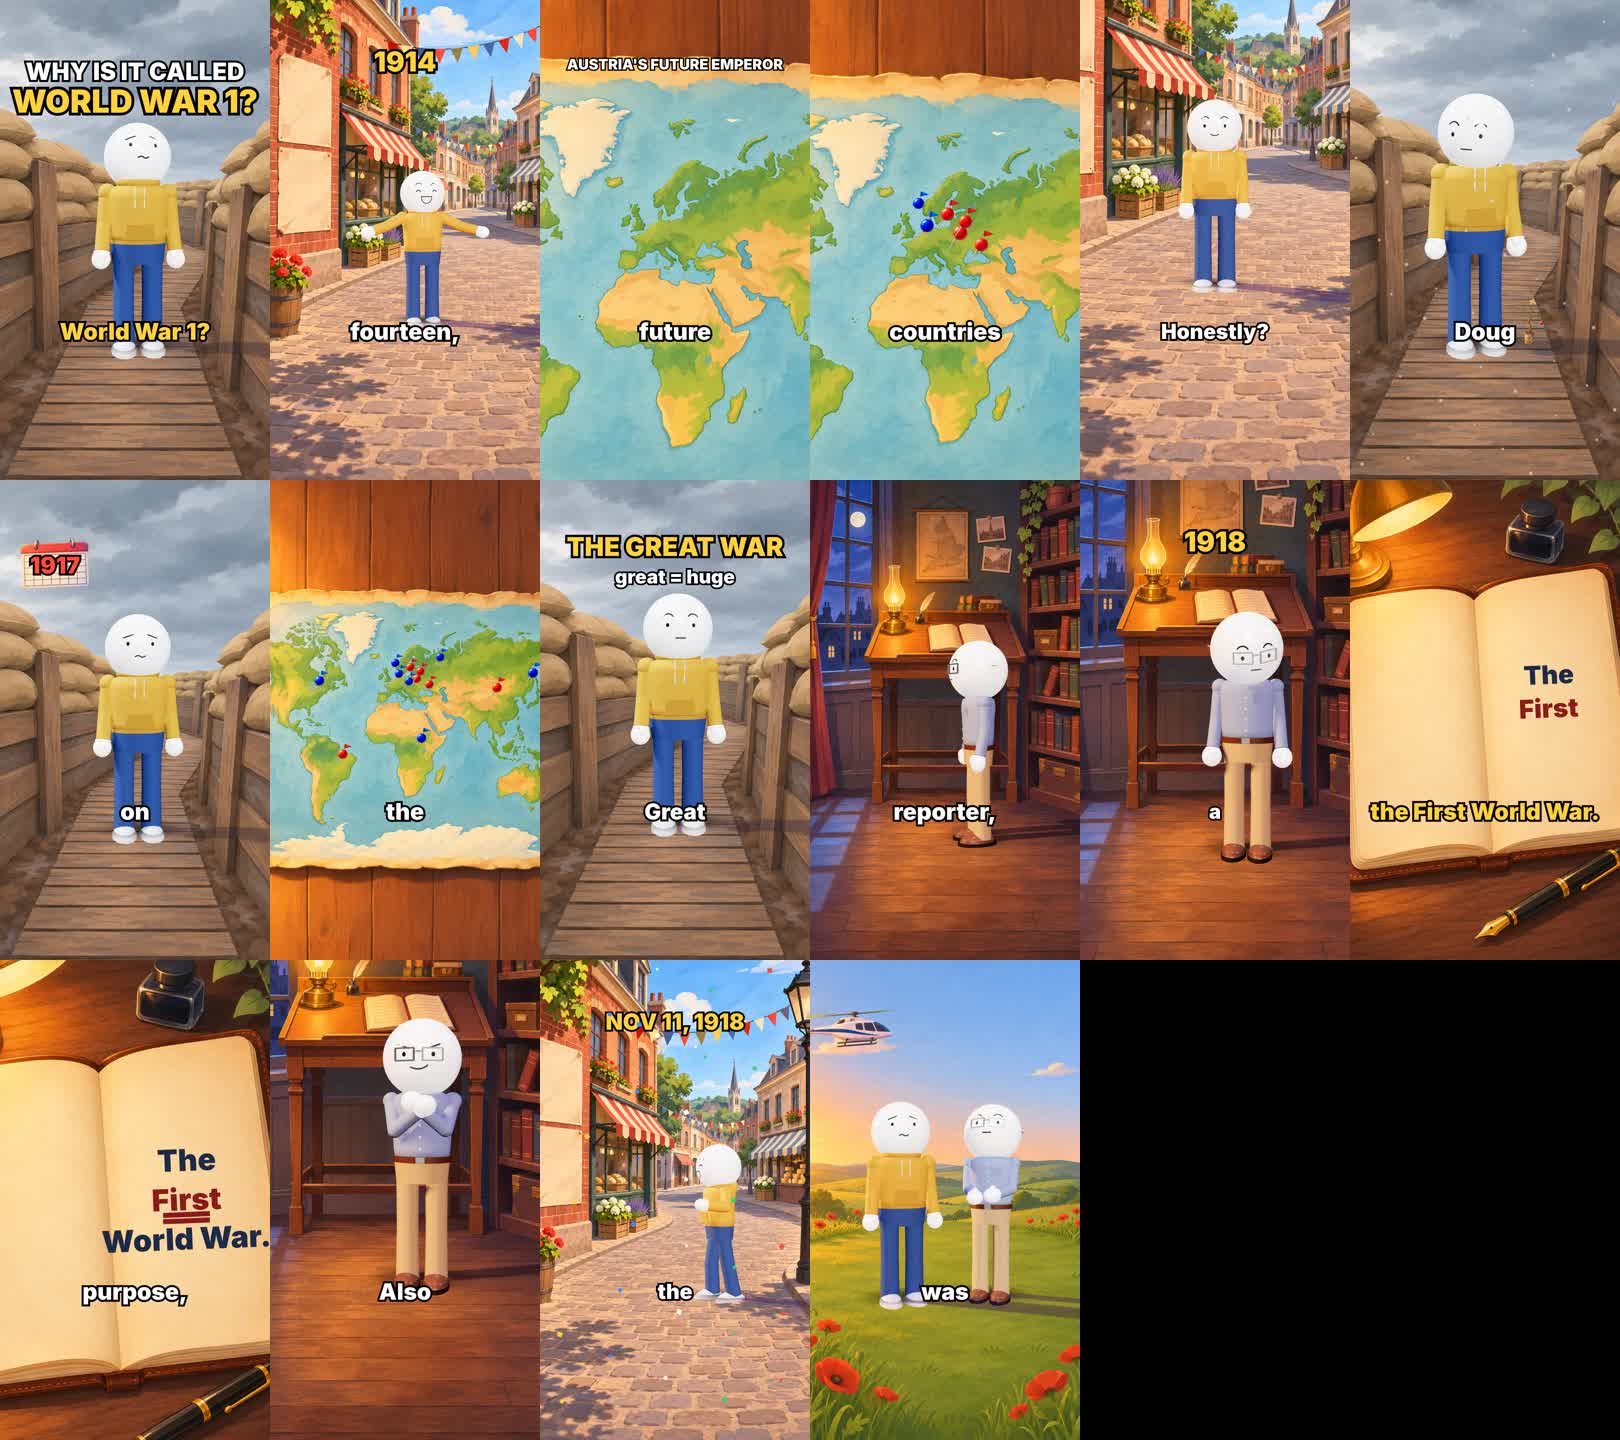 WHY IS IT CALLED
WORLD WAR 1?
World War 1?
1914
fourteen,
AUSTRIA'S FUTURE EMPEROR
future
countries
Honestly?
Doug
1917
on
the
THE GREAT WAR
great = huge
Great
reporter,
1918
a
The
First
the First World War.
The
First
World War.
purpose,
Also
NOV 11, 1918
the
was